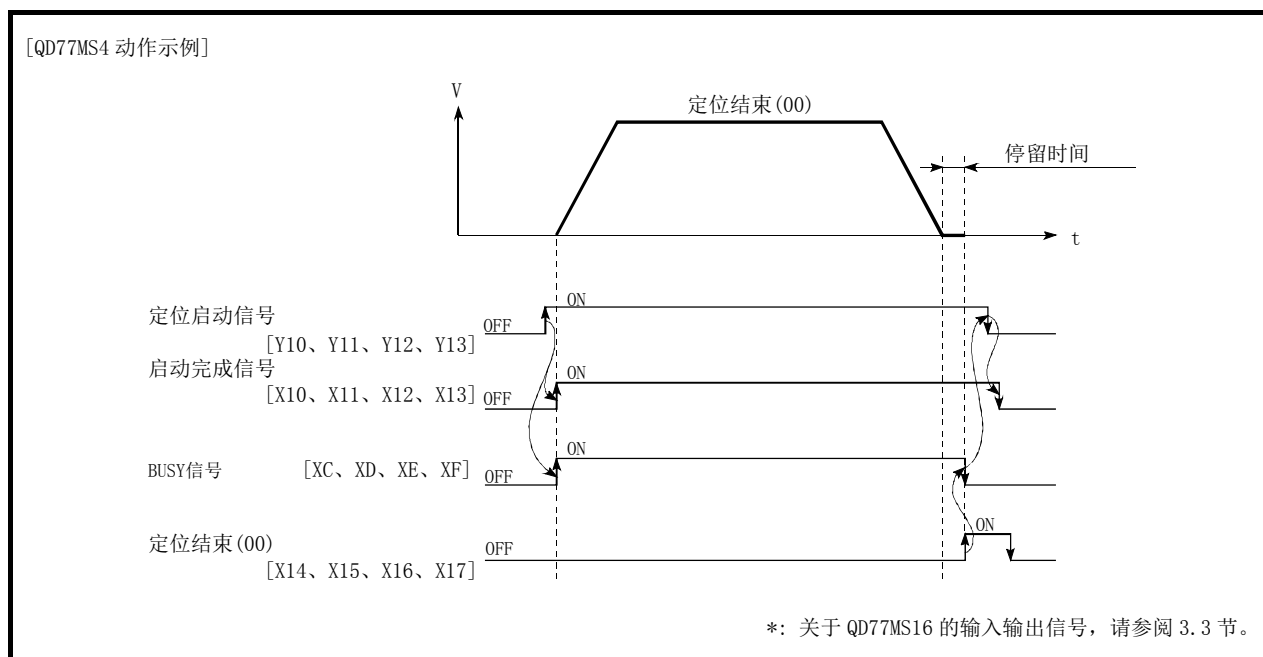 [QD77MS4 动作示例]
V
定位结束(00)
停留时间
t
定位启动信号
[Y10、Y11、Y12、Y13]
OFF
ON
启动完成信号
[X10、X11、X12、X13]
OFF
ON
BUSY信号 [XC、XD、XE、XF]
OFF
ON
定位结束(00)
[X14、X15、X16、X17]
OFF
ON
*: 关于 QD77MS16 的输入输出信号，请参阅 3.3 节。